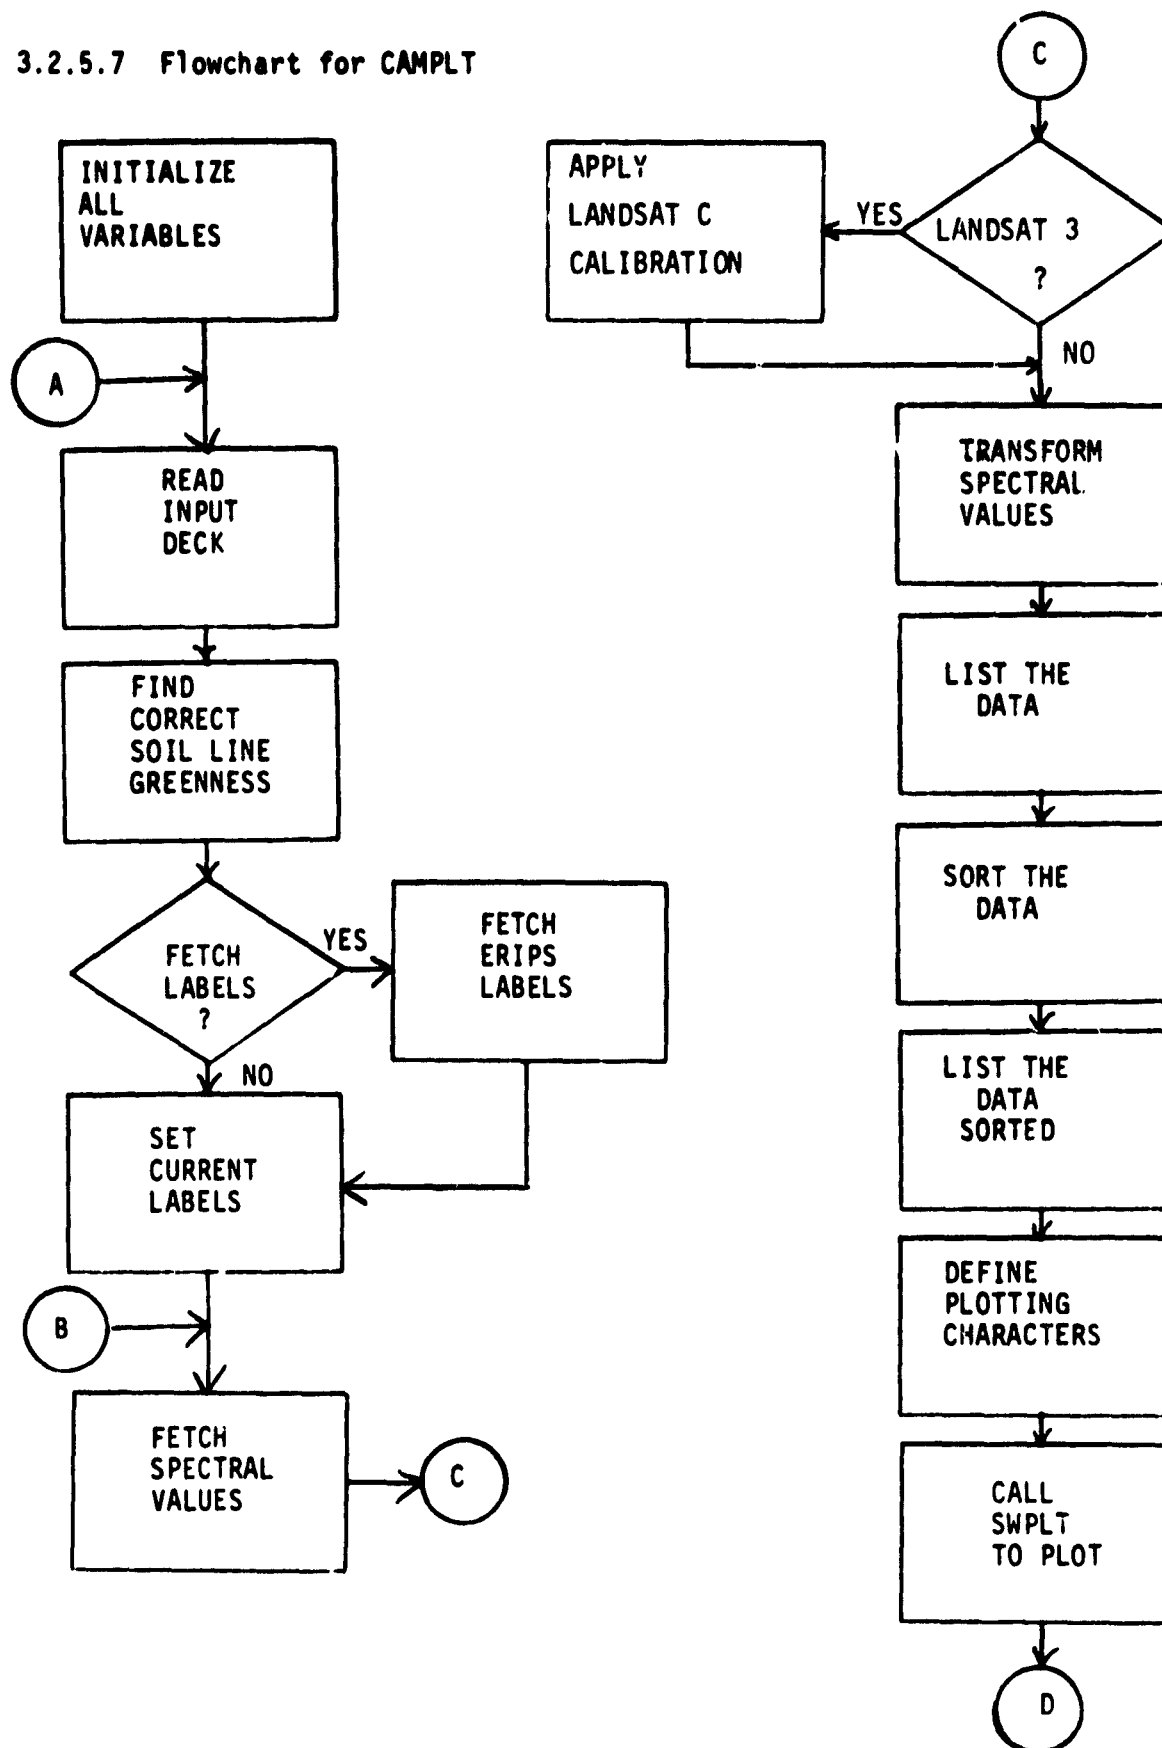 3.2.5.7 Flowchart for CAMPLT
INITIALIZE
ALL
VARIABLES
A
READ
INPUT
DECK
FIND
CORRECT
SOIL LINE
GREENNESS
FETCH
LABELS
?
YES
FETCH
ERIPS
LABELS
NO
SET
CURRENT
LABELS
B
FETCH
SPECTRAL
VALUES
C
C
LANDSAT 3
?
YES
APPLY
LANDSAT C
CALIBRATION
NO
TRANSFORM
SPECTRAL
VALUES
LIST THE
DATA
SORT THE
DATA
LIST THE
DATA
SORTED
DEFINE
PLOTTING
CHARACTERS
CALL
SWPLT
TO PLOT
D